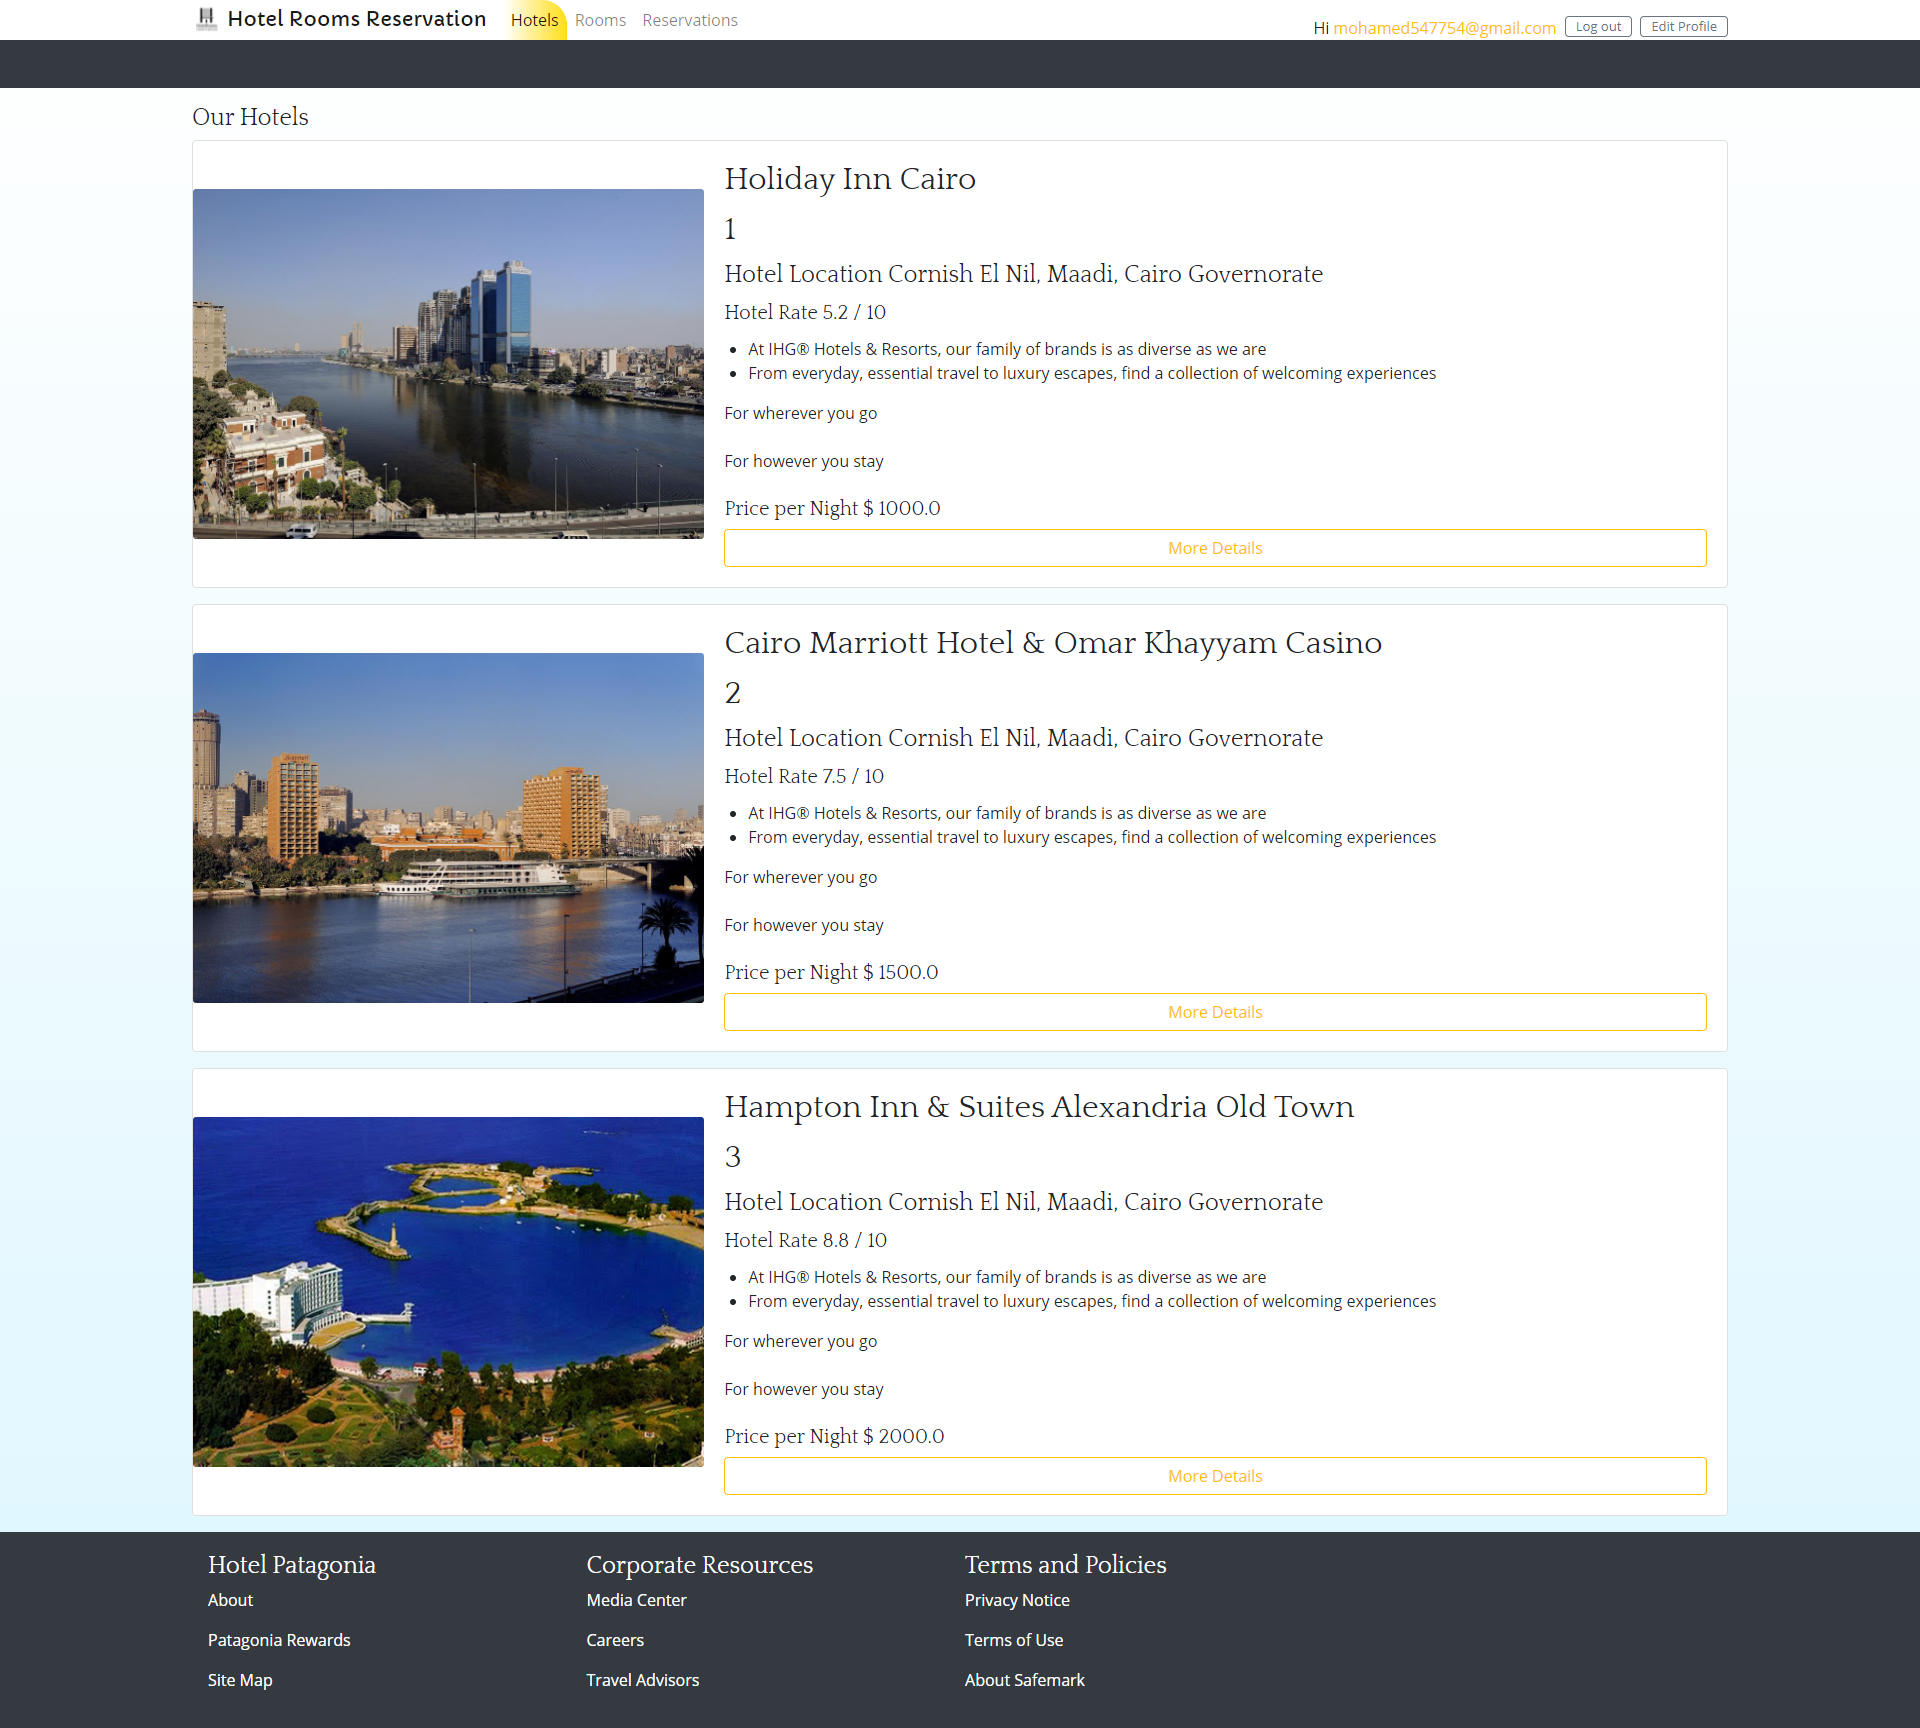 Hotel Rooms Reservation
Hotels
Rooms
Reservations
Hi mohamed547754@gmail.com
Log out
Edit Profile
Our Hotels
Holiday Inn Cairo
1
Hotel Location Cornish El Nil, Maadi, Cairo Governorate
Hotel Rate 5.2 / 10
At IHG® Hotels & Resorts, our family of brands is as diverse as we are
From everyday, essential travel to luxury escapes, find a collection of welcoming experiences
For wherever you go
For however you stay
Price per Night $ 1000.0
More Details
Cairo Marriott Hotel & Omar Khayyam Casino
2
Hotel Location Cornish El Nil, Maadi, Cairo Governorate
Hotel Rate 7.5 / 10
At IHG® Hotels & Resorts, our family of brands is as diverse as we are
From everyday, essential travel to luxury escapes, find a collection of welcoming experiences
For wherever you go
For however you stay
Price per Night $ 1500.0
More Details
Hampton Inn & Suites Alexandria Old Town
3
Hotel Location Cornish El Nil, Maadi, Cairo Governorate
Hotel Rate 8.8 / 10
At IHG® Hotels & Resorts, our family of brands is as diverse as we are
From everyday, essential travel to luxury escapes, find a collection of welcoming experiences
For wherever you go
For however you stay
Price per Night $ 2000.0
More Details
Hotel Patagonia
About
Patagonia Rewards
Site Map
Corporate Resources
Media Center
Careers
Travel Advisors
Terms and Policies
Privacy Notice
Terms of Use
About Safemark